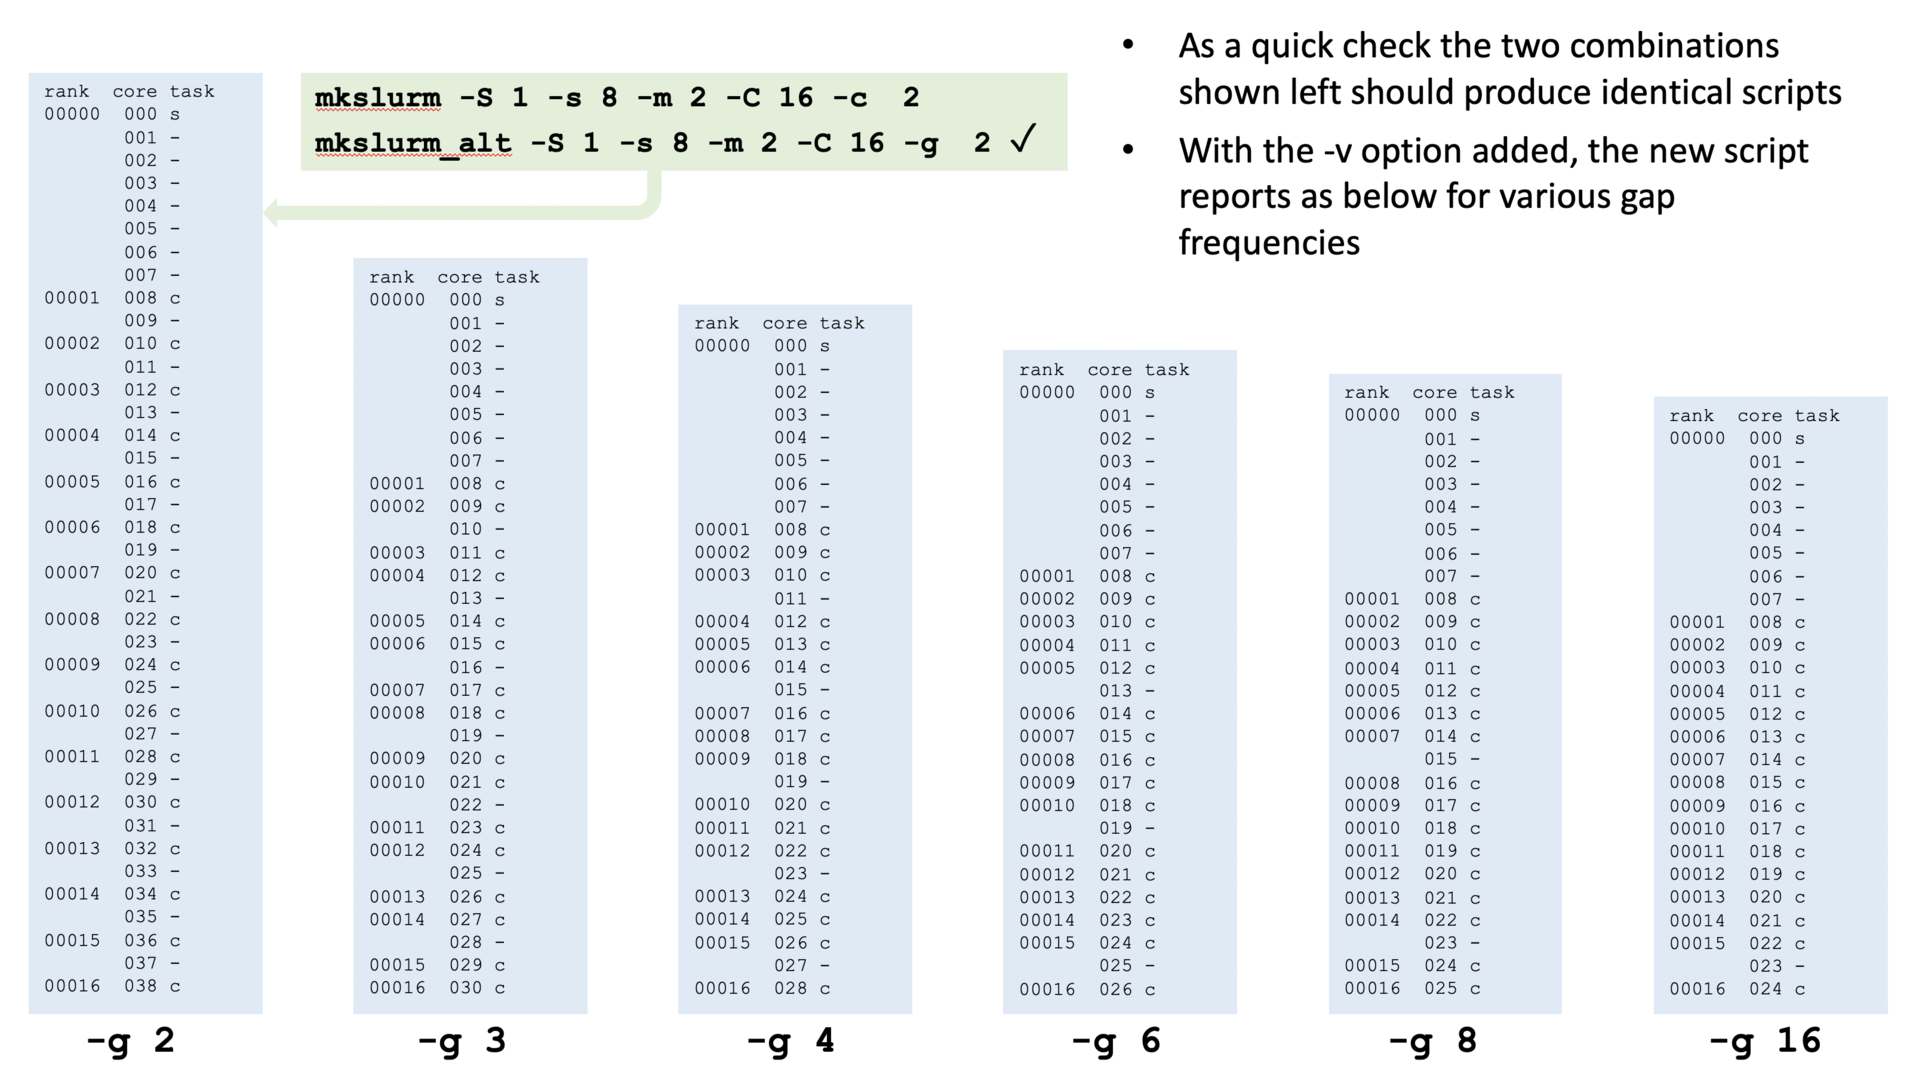 • As a quick check the two combinations
shown left should produce identical scripts
• With the -v option added, the new script
reports as below for various gap
frequencies
mkslurm -S 1 -s 8 -m 2 -C 16 -c 2
mkslurm_alt -S 1 -s 8 -m 2 -C 16 -g 2 ✓
rank core task
00000 000 s
001 -
002 -
003 -
004 -
005 -
006 -
007 -
00001 008 c
009 -
00002 010 c
011 -
00003 012 c
013 -
00004 014 c
015 -
00005 016 c
017 -
00006 018 c
019 -
00007 020 c
021 -
00008 022 c
023 -
00009 024 c
025 -
00010 026 c
027 -
00011 028 c
029 -
00012 030 c
031 -
00013 032 c
033 -
00014 034 c
035 -
00015 036 c
037 -
00016 038 c
-g 2
rank core task
00000 000 s
001 -
002 -
003 -
004 -
005 -
006 -
007 -
00001 008 c
00002 009 c
010 -
00003 011 c
00004 012 c
013 -
00005 014 c
00006 015 c
016 -
00007 017 c
00008 018 c
019 -
00009 020 c
00010 021 c
022 -
00011 023 c
00012 024 c
025 -
00013 026 c
00014 027 c
028 -
00015 029 c
00016 030 c
-g 3
rank core task
00000 000 s
001 -
002 -
003 -
004 -
005 -
006 -
007 -
00001 008 c
00002 009 c
00003 010 c
011 -
00004 012 c
00005 013 c
00006 014 c
015 -
00007 016 c
00008 017 c
00009 018 c
019 -
00010 020 c
00011 021 c
00012 022 c
023 -
00013 024 c
00014 025 c
00015 026 c
027 -
00016 028 c
-g 4
rank core task
00000 000 s
001 -
002 -
003 -
004 -
005 -
006 -
007 -
00001 008 c
00002 009 c
00003 010 c
00004 011 c
00005 012 c
013 -
00006 014 c
00007 015 c
00008 016 c
00009 017 c
00010 018 c
019 -
00011 020 c
00012 021 c
00013 022 c
00014 023 c
00015 024 c
025 -
00016 026 c
-g 6
rank core task
00000 000 s
001 -
002 -
003 -
004 -
005 -
006 -
007 -
00001 008 c
00002 009 c
00003 010 c
00004 011 c
00005 012 c
00006 013 c
00007 014 c
015 -
00008 016 c
00009 017 c
00010 018 c
00011 019 c
00012 020 c
00013 021 c
00014 022 c
023 -
00015 024 c
00016 025 c
-g 8
rank core task
00000 000 s
001 -
002 -
003 -
004 -
005 -
006 -
007 -
00001 008 c
00002 009 c
00003 010 c
00004 011 c
00005 012 c
00006 013 c
00007 014 c
00008 015 c
00009 016 c
00010 017 c
00011 018 c
00012 019 c
00013 020 c
00014 021 c
00015 022 c
023 -
00016 024 c
-g 16